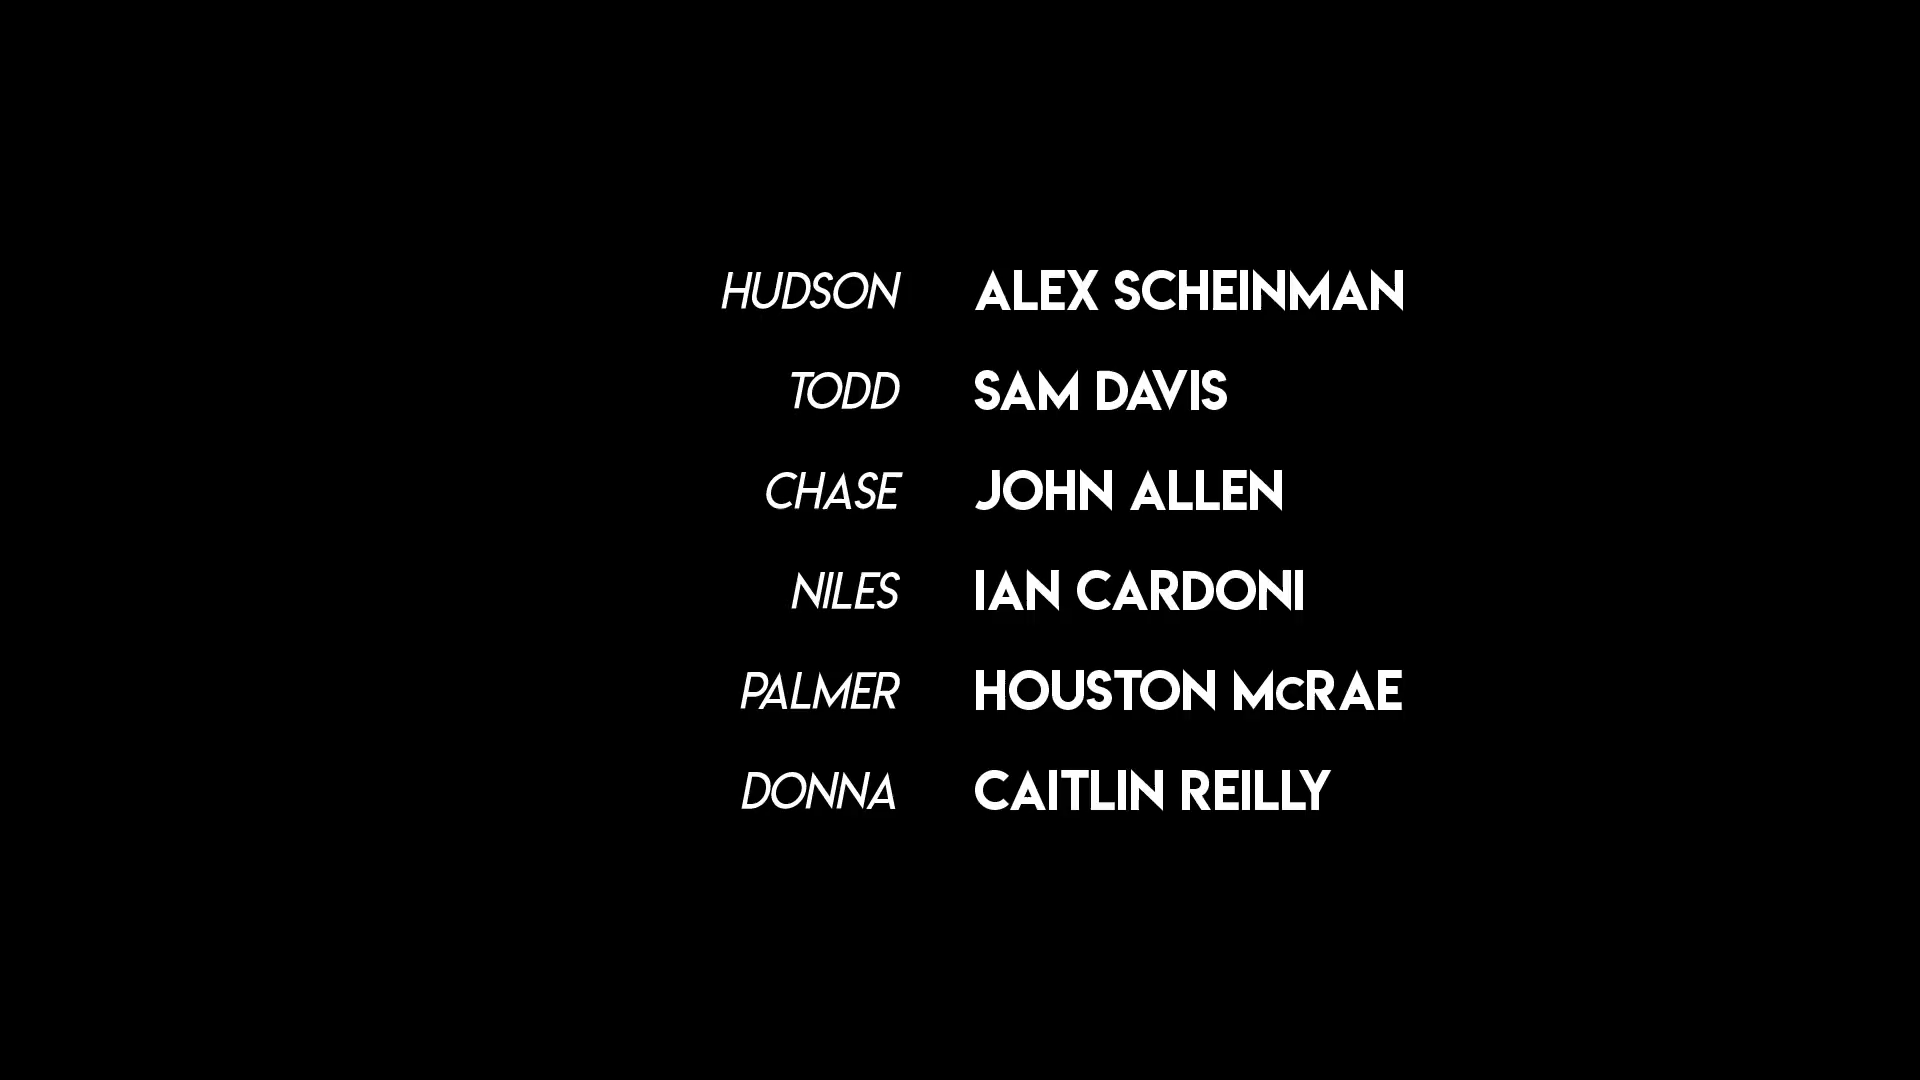 HUDSON ALEX SCHEINMAN
TODD SAM DAVIS
CHASE JOHN ALLEN
NILES IAN CARDONI
PALMER HOUSTON McRAE
DONNA CAITLIN REILLY